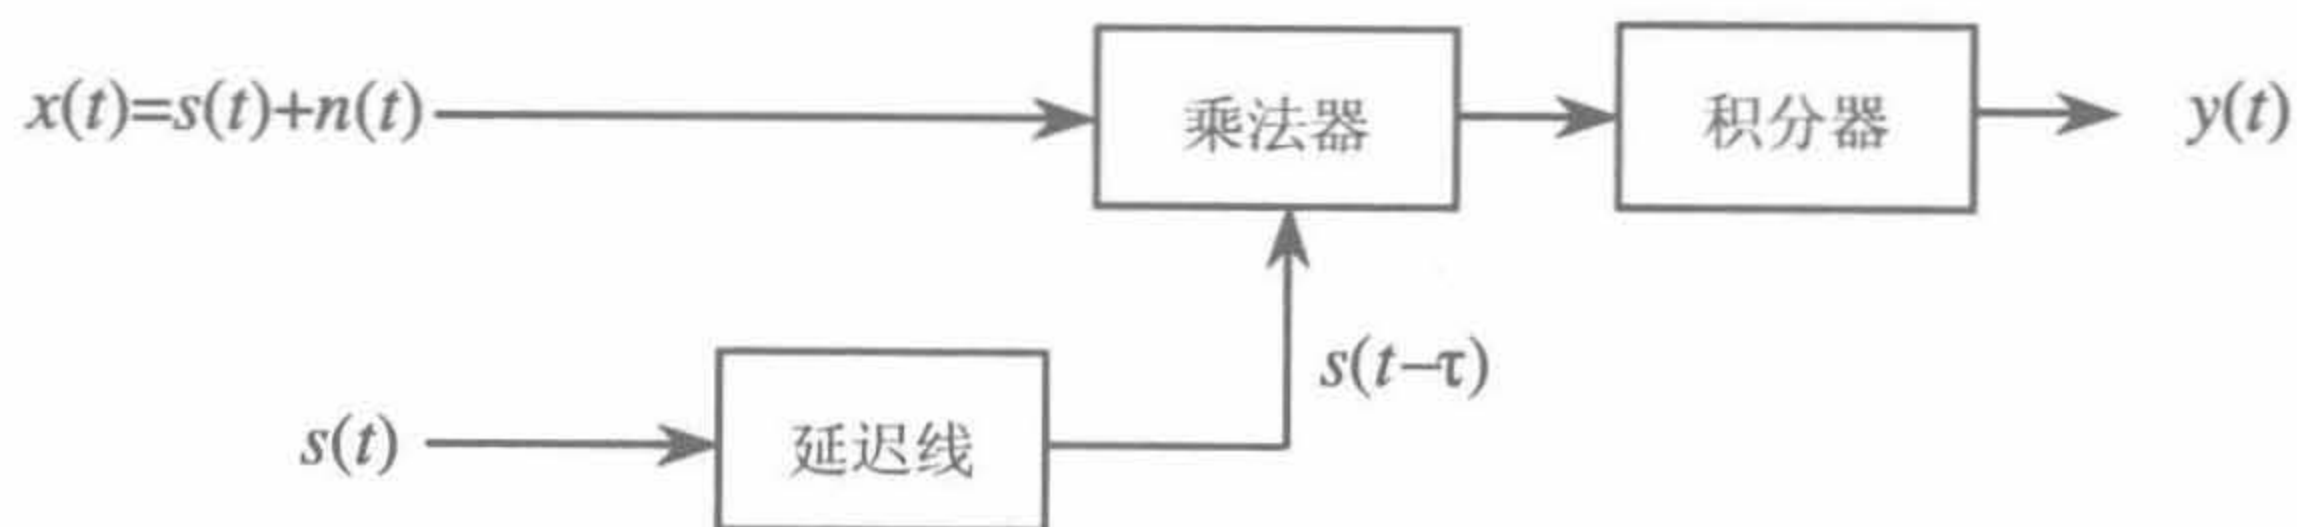 x(t)=s(t)+n(t)
乘法器
积分器
y(t)
s(t-τ)
s(t)
延迟线